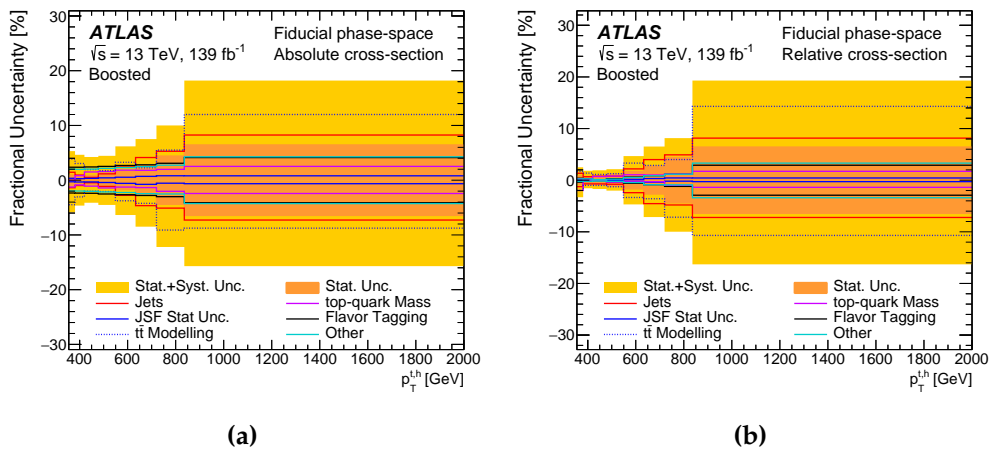 Fractional Uncertainty [%]
30
20
10
0
−10
−20
−30
ATLAS Fiducial phase-space
√s = 13 TeV, 139 fb⁻¹ Absolute cross-section
Boosted
Stat.+Syst. Unc. Stat. Unc.
Jets top-quark Mass
JSF Stat Unc. Flavor Tagging
tt̄ Modelling Other
400 600 800 1000 1200 1400 1600 1800 2000
p_T^{t,h} [GeV]
(a)
Fractional Uncertainty [%]
30
20
10
0
−10
−20
−30
ATLAS Fiducial phase-space
√s = 13 TeV, 139 fb⁻¹ Relative cross-section
Boosted
Stat.+Syst. Unc. Stat. Unc.
Jets top-quark Mass
JSF Stat Unc. Flavor Tagging
tt̄ Modelling Other
400 600 800 1000 1200 1400 1600 1800 2000
p_T^{t,h} [GeV]
(b)